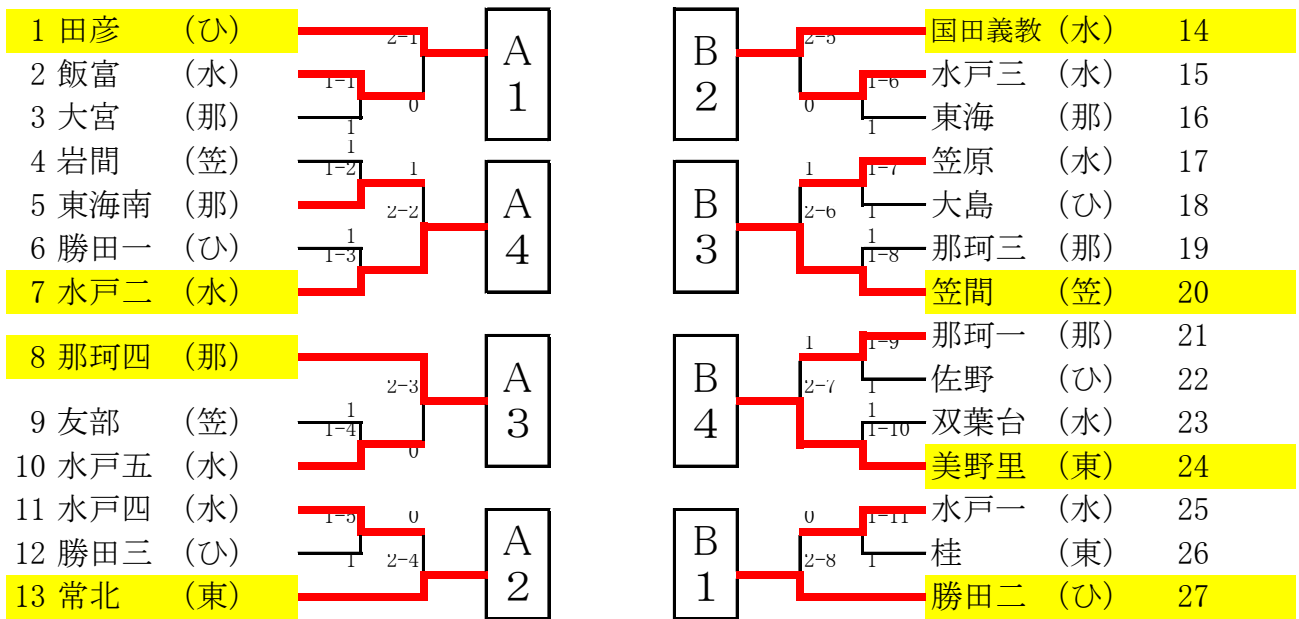 1 田彦 (ひ)
2 飯富 (水)
3 大宮 (那)
4 岩間 (笠)
5 東海南 (那)
6 勝田一 (ひ)
7 水戸二 (水)
8 那珂四 (那)
9 友部 (笠)
10 水戸五 (水)
11 水戸四 (水)
12 勝田三 (ひ)
13 常北 (東)
2-1
1-1
0
1
1
1-2
1
2-2
1
1-3
2-3
1
1-4
0
1-5
0
1
2-4
A1
A4
A3
A2
B2
B3
B4
B1
2-5
1-6
0
1
1
1-7
2-6
1
1
1-8
1
1-9
2-7
1
1
1-10
0
1-11
2-8
1
国田義教 (水) 14
水戸三 (水) 15
東海 (那) 16
笠原 (水) 17
大島 (ひ) 18
那珂三 (那) 19
笠間 (笠) 20
那珂一 (那) 21
佐野 (ひ) 22
双葉台 (水) 23
美野里 (東) 24
水戸一 (水) 25
桂 (東) 26
勝田二 (ひ) 27